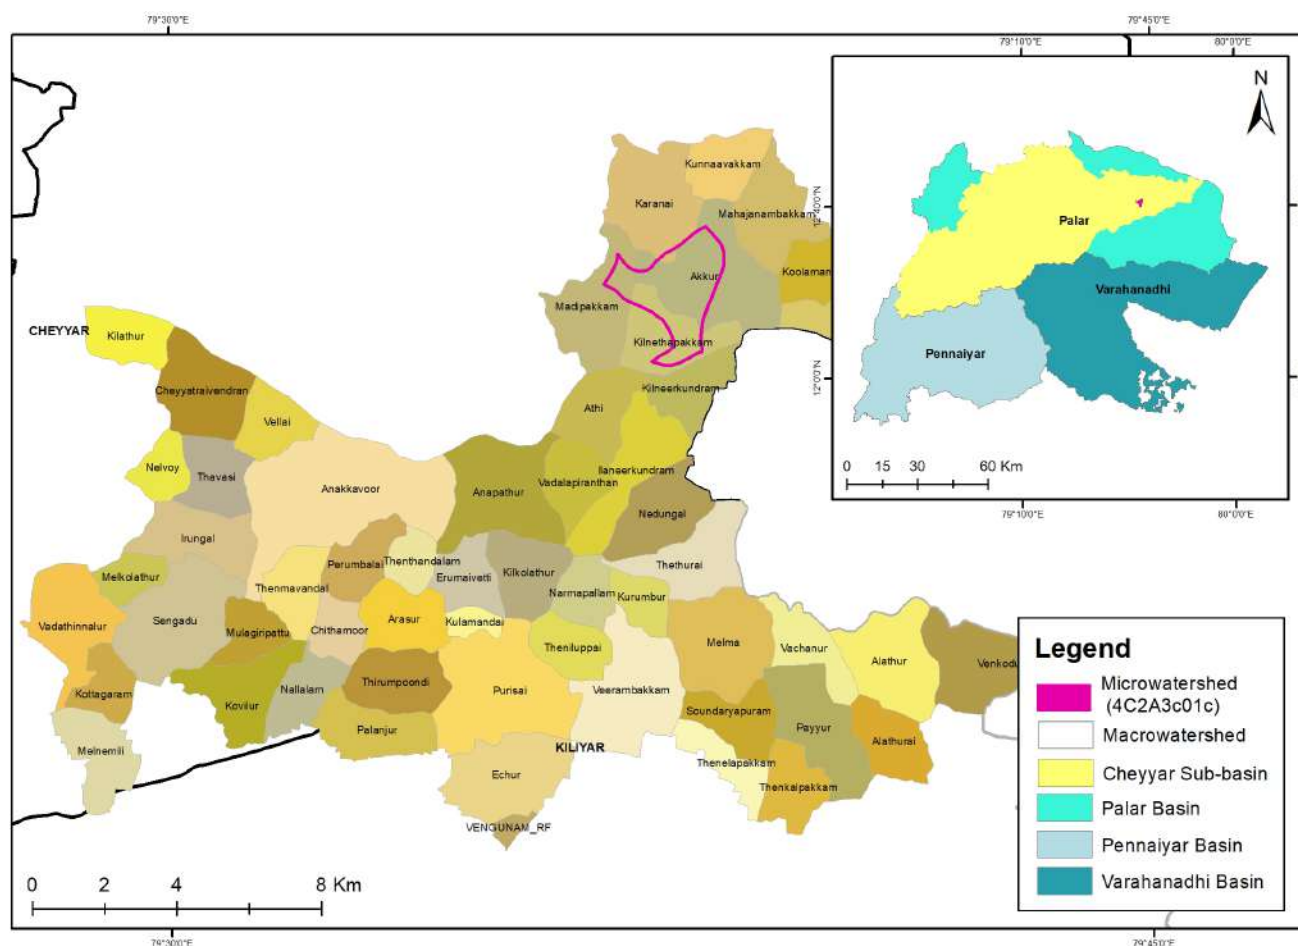 79°30'0"E
79°45'0"E
79°10'0"E
80°0'0"E
N
Kunnaavakkam
Karanai
Mahajanambakkam
12°40'N
Palar
Akkur
Koolaman
Varahanadhi
Madipakkam
CHEYYAR
Kilathur
Kilnethapakkam
Pennaiyar
12°0'N
Cheyyatraivendran
Kilneerkundram
Vellai
Athi
Nelvoy
Thavasi
Ilaneerkundram
Vadalapiranthan
Anakkavoor
Anapathur
Nedungal
0 15 30 60 Km
79°10'0"E
80°0'0"E
Irungal
Thethurai
Perumbalai
Thenthandalam
Melkolathur
Erumaivetti
Kilkolathur
Thenmavandal
Narmapallam
Kurumbur
Vadathinnalur
Sengadu
Mulagiripattu
Chithamoor
Arasur
Kulamandai
Theniluppai
Melma
Vachanur
Alathur
Venkodu
Kottagaram
Kovilur
Nallalam
Thirumpoondi
Purisai
Veerambakkam
Soundaryapuram
Payyur
Alathurai
Palanjur
Melnemili
KILIYAR
Thenelapakkam
Echur
Thenkalpakkam
VENGUNAM_RF
Legend
Microwatershed
(4C2A3c01c)
Macrowatershed
Cheyyar Sub-basin
Palar Basin
Pennaiyar Basin
Varahanadhi Basin
0 2 4 8 Km
79°30'0"E
79°45'0"E